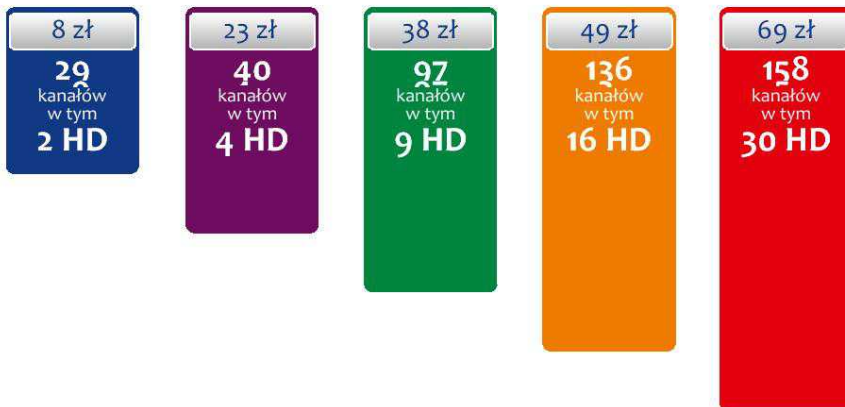 8 zł
29
kanałów
w tym
2 HD
23 zł
40
kanałów
w tym
4 HD
38 zł
97
kanałów
w tym
9 HD
49 zł
136
kanałów
w tym
16 HD
69 zł
158
kanałów
w tym
30 HD